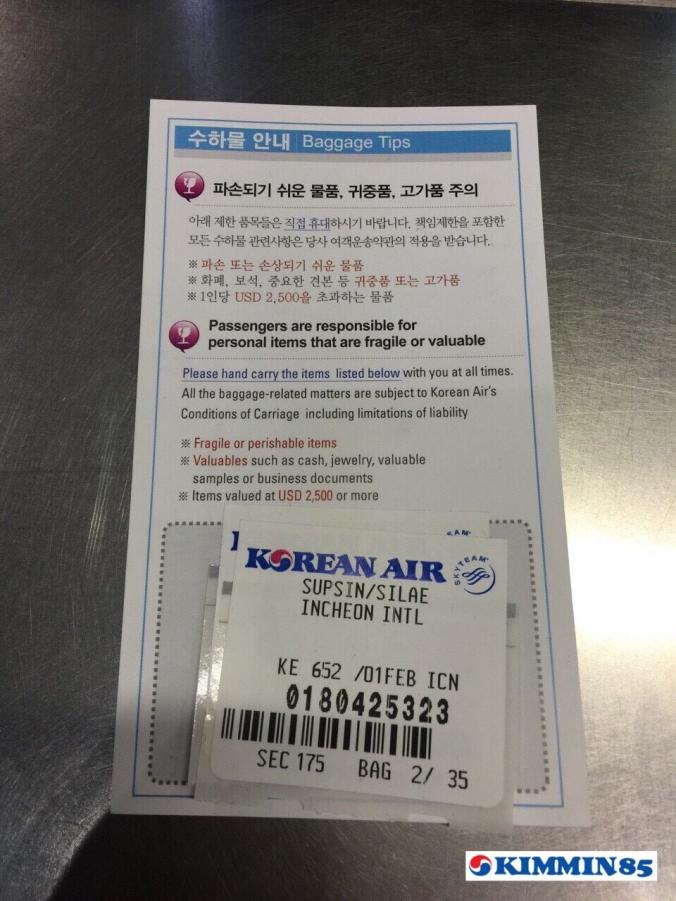 수하물 안내 | Baggage Tips
파손되기 쉬운 물품, 귀중품, 고가품 주의
아래 제한 품목들은 직접 휴대하시기 바랍니다. 책임제한을 포함한
모든 수하물 관련사항은 당사 여객운송약관의 적용을 받습니다.
※ 파손 또는 손상되기 쉬운 물품
※ 화폐, 보석, 중요한 견본 등 귀중품 또는 고가품
※ 1인당 USD 2,500을 초과하는 물품
Passengers are responsible for
personal items that are fragile or valuable
Please hand carry the items listed below with you at all times.
All the baggage-related matters are subject to Korean Air's
Conditions of Carriage including limitations of liability
※ Fragile or perishable items
※ Valuables such as cash, jewelry, valuable
samples or business documents
※ Items valued at USD 2,500 or more
KOREAN AIR SKYTEAM
SUPSIN/SILAE
INCHEON INTL
KE 652 /01FEB ICN
0180425323
SEC 175 BAG 2/ 35
KIMMIN85